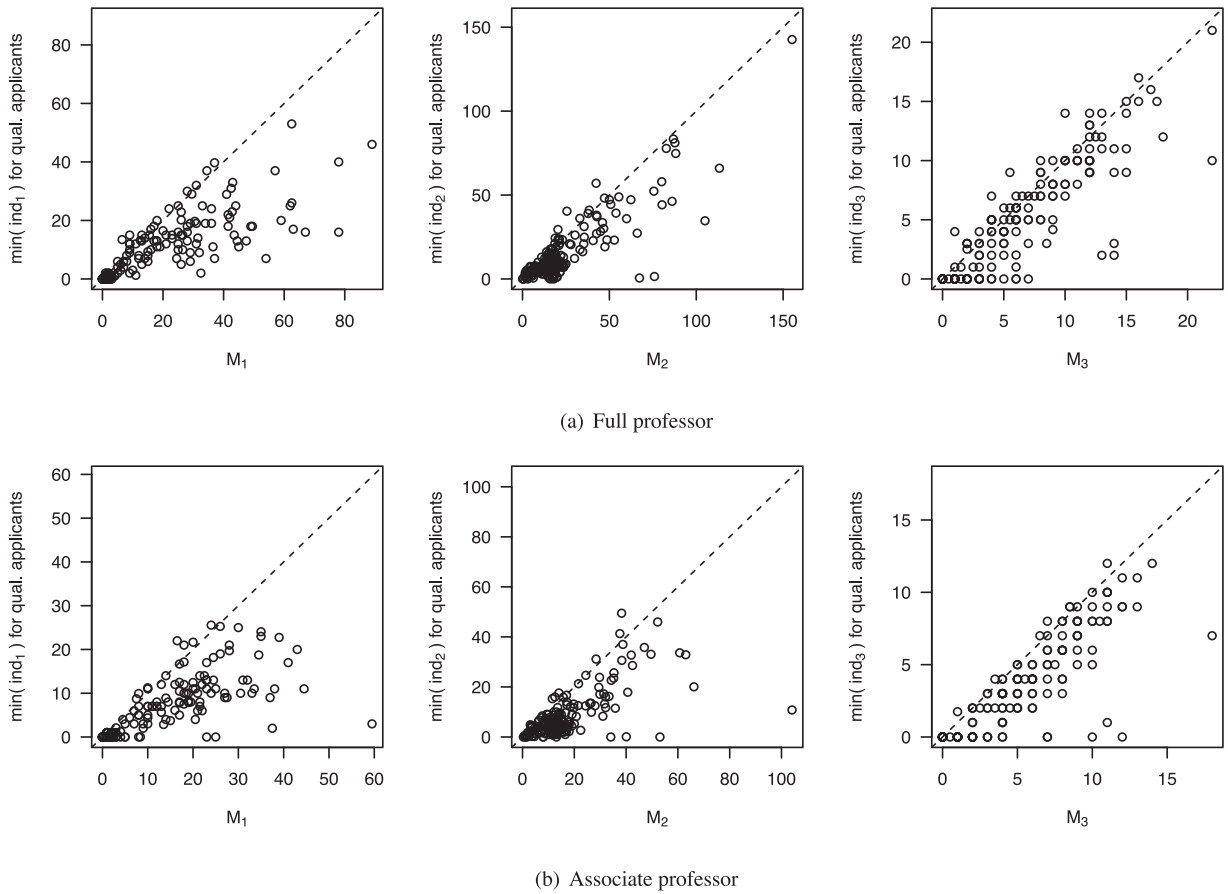 min( ind₁ ) for qual. applicants
80
60
40
20
0
0 20 40 60 80
M₁
min( ind₂ ) for qual. applicants
150
100
50
0
0 50 100 150
M₂
min( ind₃ ) for qual. applicants
20
15
10
5
0
0 5 10 15 20
M₃
(a) Full professor
min( ind₁ ) for qual. applicants
60
50
40
30
20
10
0
0 10 20 30 40 50 60
M₁
min( ind₂ ) for qual. applicants
100
80
60
40
20
0
0 20 40 60 80 100
M₂
min( ind₃ ) for qual. applicants
15
10
5
0
0 5 10 15
M₃
(b) Associate professor